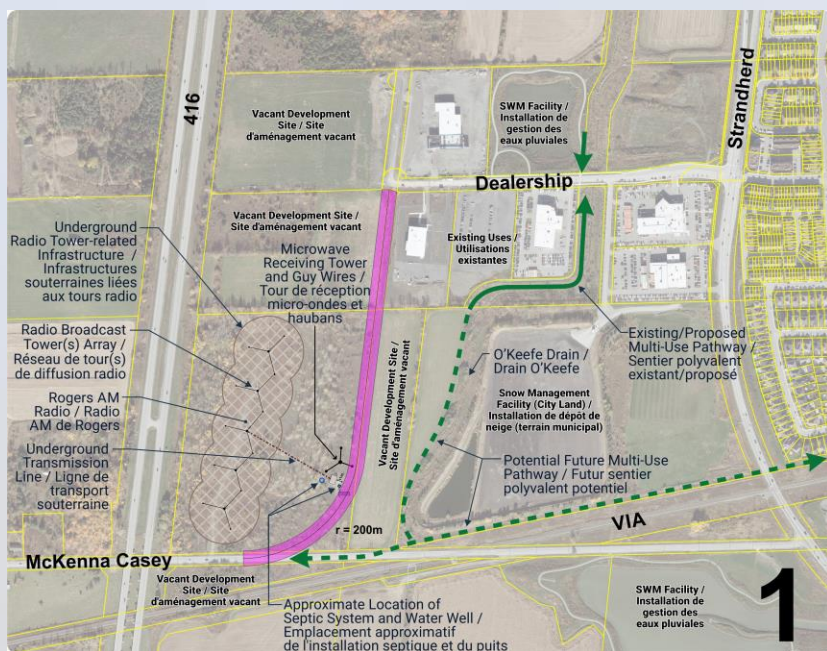 416
Strandherd
Vacant Development
Site / Site
d'aménagement vacant
SWM Facility /
Installation de
gestion des
eaux pluviales
Dealership
Underground
Radio Tower-related
Infrastructure /
Infrastructures
souterraines liées
aux tours radio
Vacant Development Site /
Site d'aménagement vacant
Microwave
Receiving Tower
and Guy Wires /
Tour de réception
micro-ondes et
haubans
Existing Uses /
Utilisations
existantes
Radio Broadcast
Tower(s) Array /
Réseau de tour(s)
de diffusion radio
Rogers AM
Radio / Radio
AM de Rogers
Underground
Transmission
Line / Ligne de
transport
souterraine
Vacant Development Site /
Site d'aménagement vacant
O'Keefe Drain /
Drain O'Keefe
Existing/Proposed
Multi-Use Pathway /
Sentier polyvalent
existant/proposé
Snow Management
Facility (City Land) /
Installation de dépôt de
neige (terrain municipal)
Potential Future Multi-Use
Pathway / Futur sentier
polyvalent potentiel
r = 200m
VIA
McKenna Casey
Vacant Development
Site / Site
d'aménagement vacant
Approximate Location of
Septic System and Water Well /
Emplacement approximatif
de l'installation septique et du puits
SWM Facility /
Installation de
gestion des
eaux pluviales
1